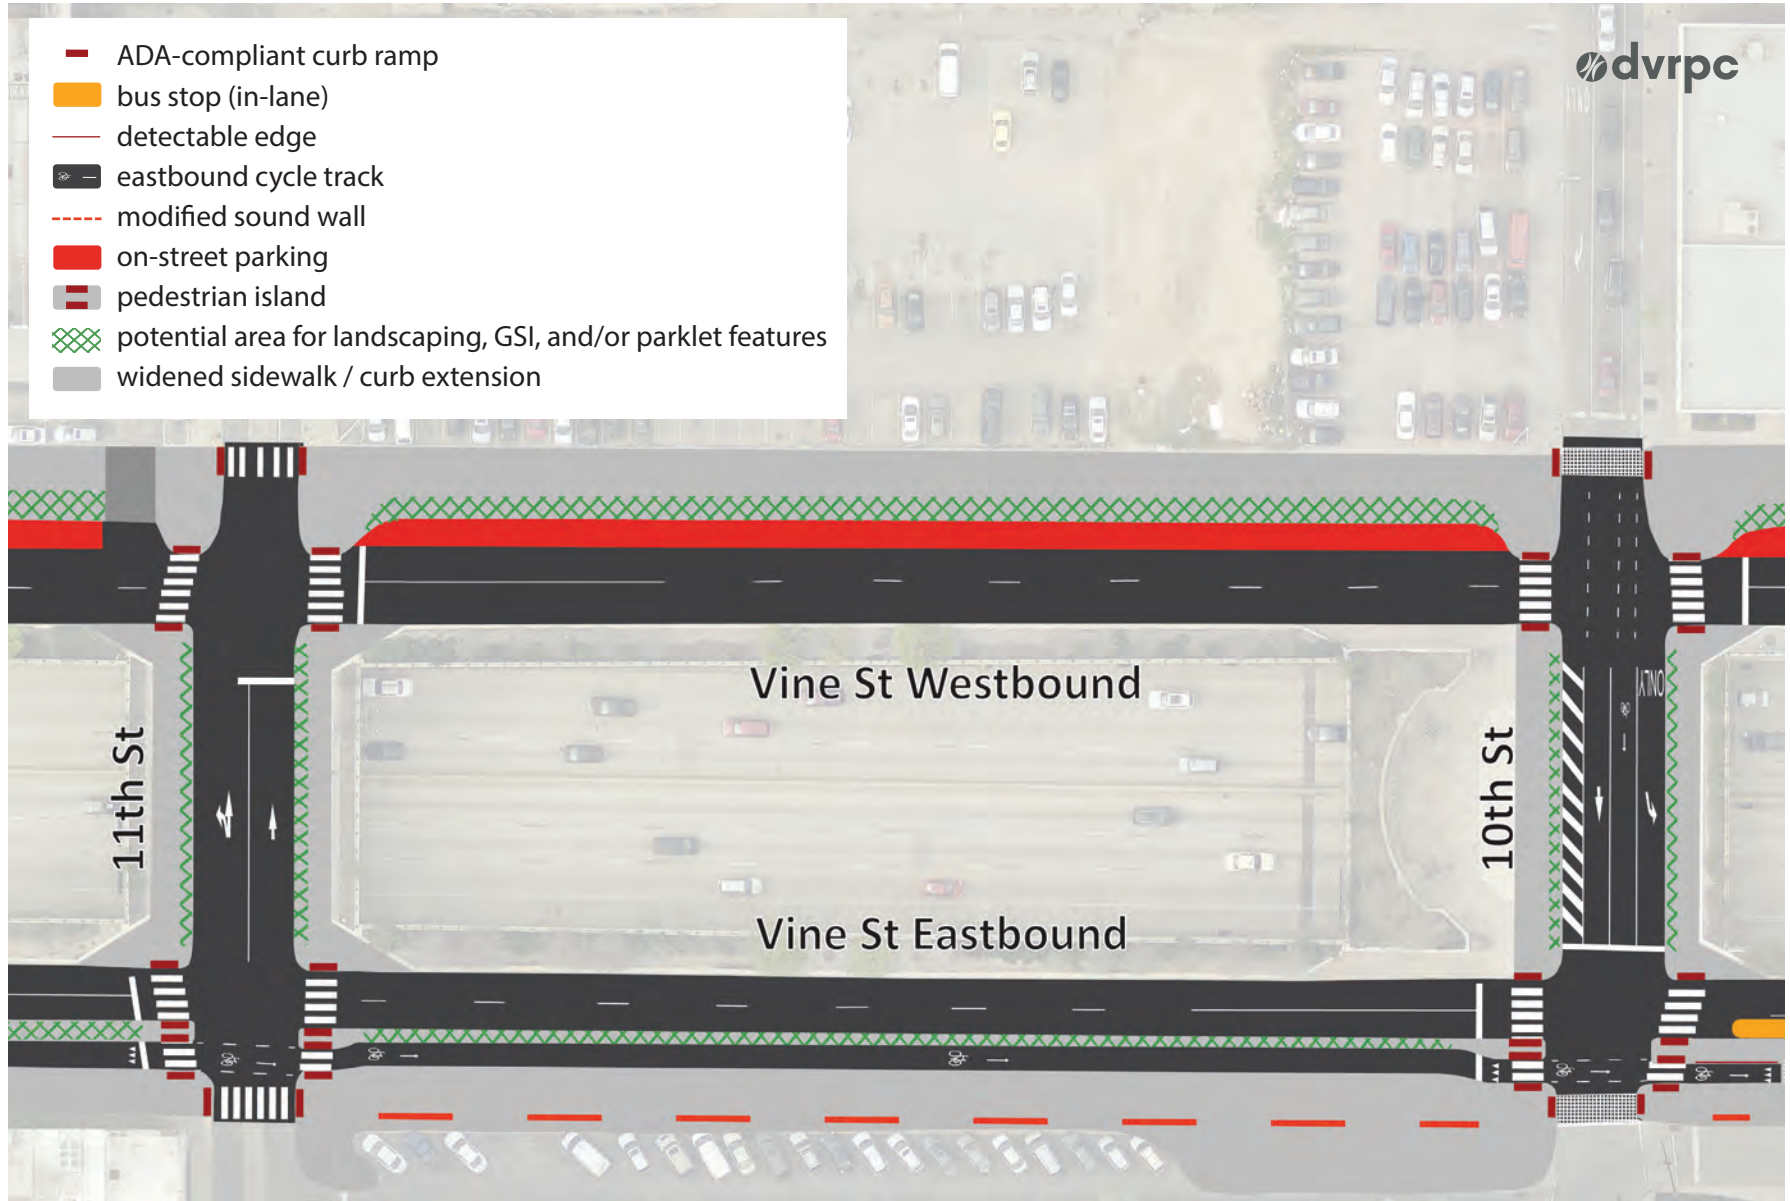 ADA-compliant curb ramp
bus stop (in-lane)
detectable edge
eastbound cycle track
modified sound wall
on-street parking
pedestrian island
potential area for landscaping, GSI, and/or parklet features
widened sidewalk / curb extension
dvrpc
Vine St Westbound
ONLY
11th St
10th St
Vine St Eastbound